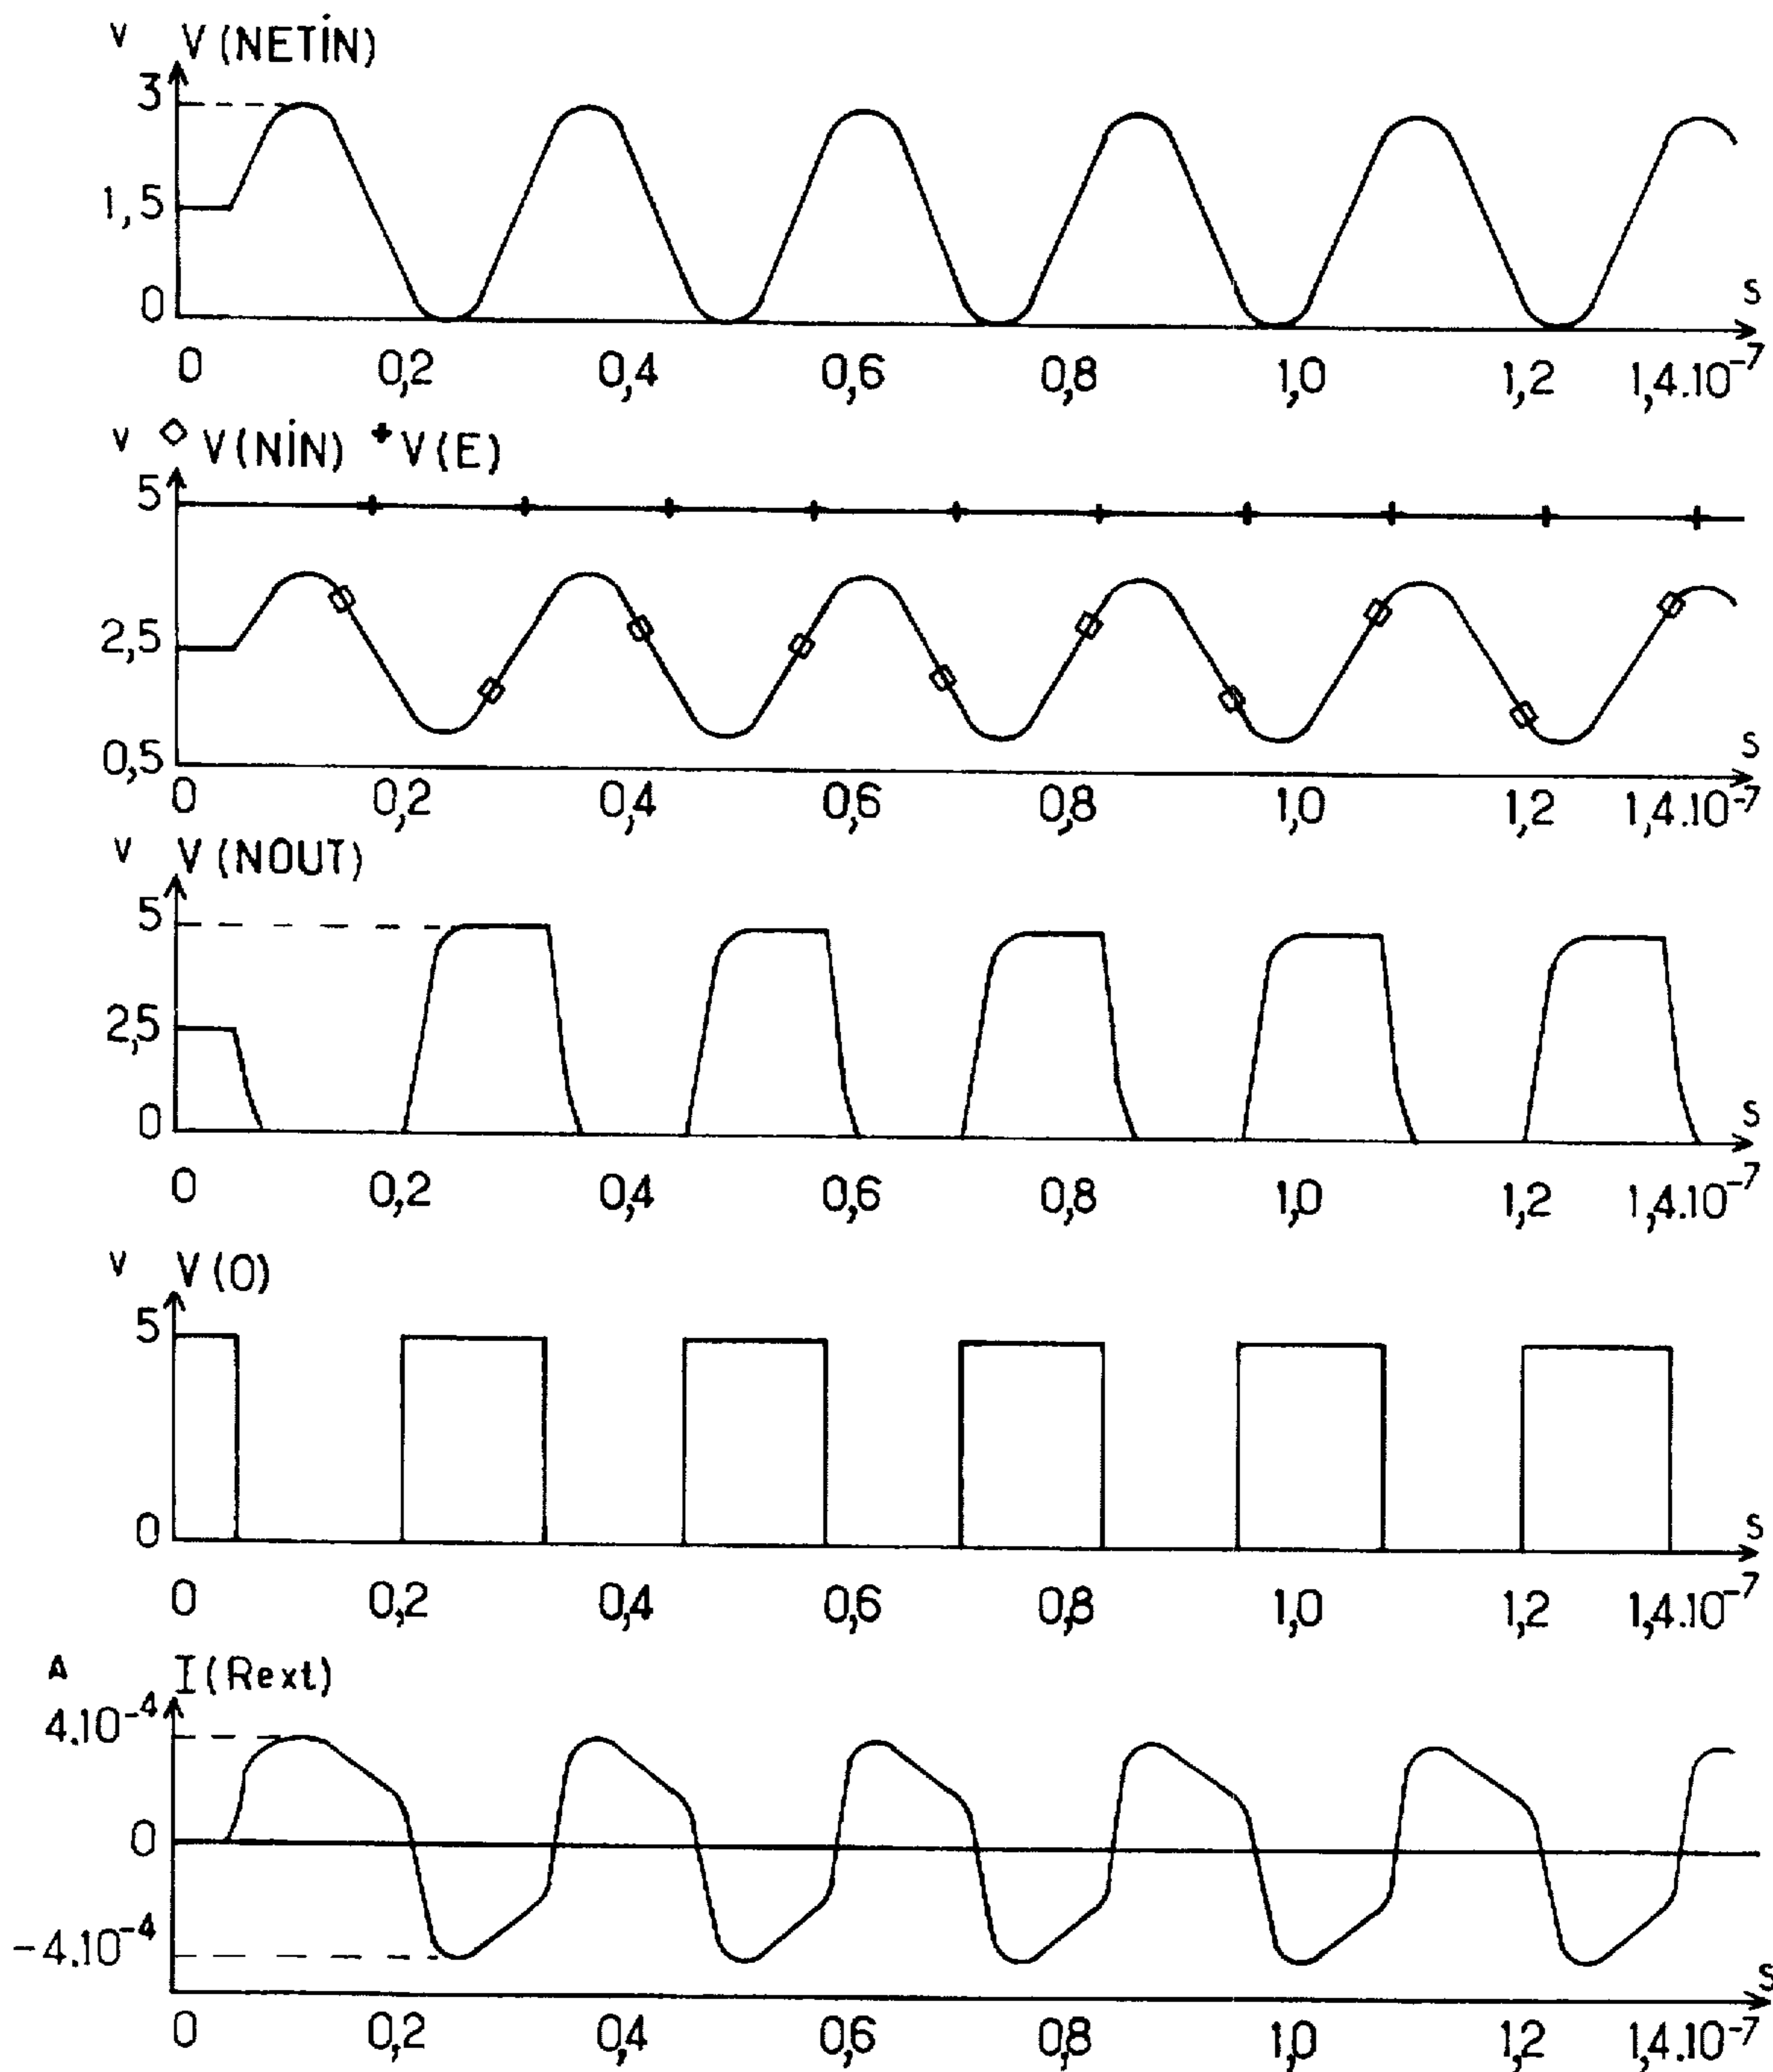 V V(NETİN)
3
1,5
0
S
0 0,2 0,4 0,6 0,8 1,0 1,2 1,4.10⁻⁷
V ◇ V(NİN) + V(E)
5
2,5
0,5
S
0 0,2 0,4 0,6 0,8 1,0 1,2 1,4.10⁻⁷
V V(NOUT)
5
2,5
0
S
0 0,2 0,4 0,6 0,8 1,0 1,2 1,4.10⁻⁷
V V(O)
5
0
S
0 0,2 0,4 0,6 0,8 1,0 1,2 1,4.10⁻⁷
A I(Rext)
4.10⁻⁴
0
-4.10⁻⁴
S
0 0,2 0,4 0,6 0,8 1,0 1,2 1,4.10⁻⁷